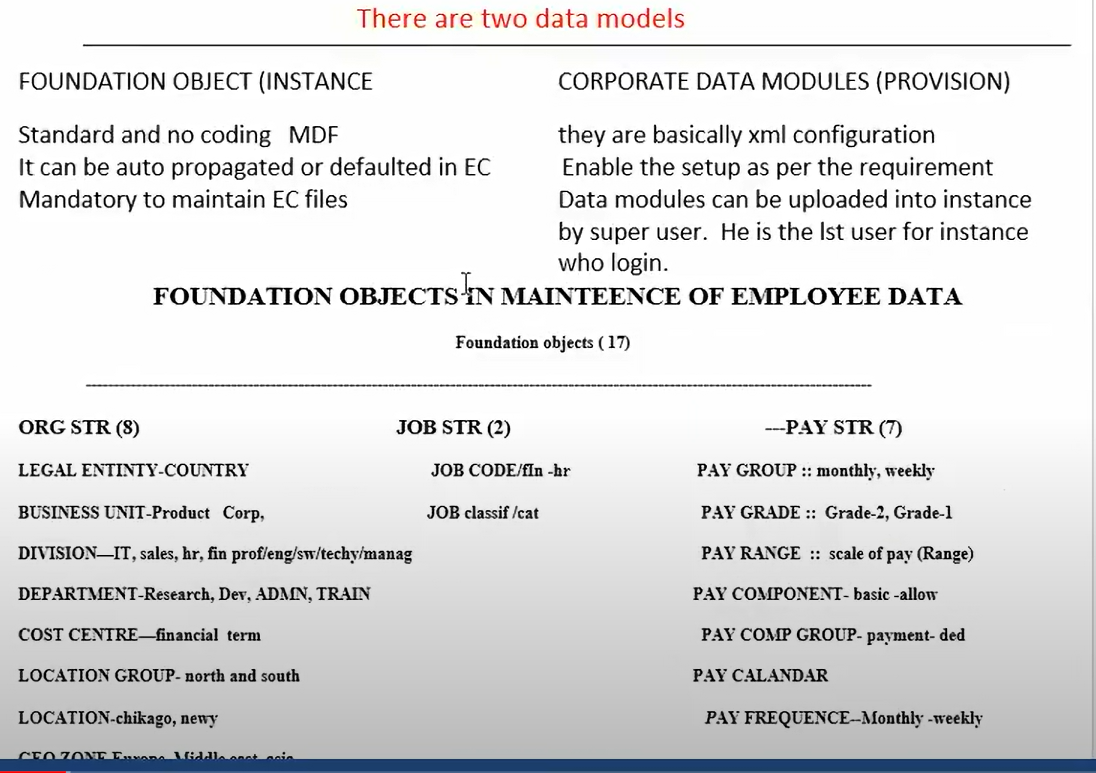 There are two data models
FOUNDATION OBJECT (INSTANCE
Standard and no coding MDF
It can be auto propagated or defaulted in EC
Mandatory to maintain EC files
CORPORATE DATA MODULES (PROVISION)
they are basically xml configuration
Enable the setup as per the requirement
Data modules can be uploaded into instance
by super user. He is the lst user for instance
who login.
FOUNDATION OBJECTS IN MAINTEENCE OF EMPLOYEE DATA
Foundation objects ( 17)
ORG STR (8)
LEGAL ENTINTY-COUNTRY
BUSINESS UNIT-Product Corp,
DIVISION—IT, sales, hr, fin prof/eng/sw/techy/manag
DEPARTMENT-Research, Dev, ADMN, TRAIN
COST CENTRE—financial term
LOCATION GROUP- north and south
LOCATION-chikago, newy
GEO ZONE Europe, Middle east, asia
JOB STR (2)
JOB CODE/fIn -hr
JOB classif /cat
---PAY STR (7)
PAY GROUP :: monthly, weekly
PAY GRADE :: Grade-2, Grade-1
PAY RANGE :: scale of pay (Range)
PAY COMPONENT- basic -allow
PAY COMP GROUP- payment- ded
PAY CALANDAR
PAY FREQUENCE--Monthly -weekly